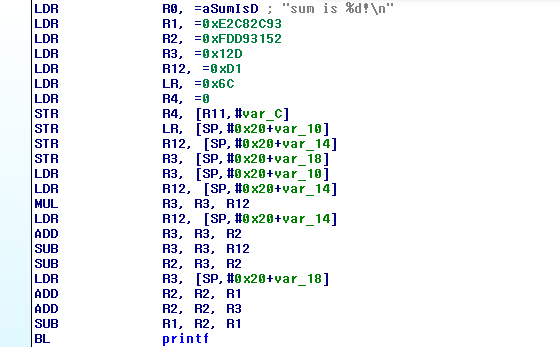 LDR R0, =aSumIsD ; "sum is %d!\n"
LDR R1, =0xE2C82C93
LDR R2, =0xFDD93152
LDR R3, =0x12D
LDR R12, =0xD1
LDR LR, =0x6C
LDR R4, =0
STR R4, [R11,#var_C]
STR LR, [SP,#0x20+var_10]
STR R12, [SP,#0x20+var_14]
STR R3, [SP,#0x20+var_18]
LDR R3, [SP,#0x20+var_10]
LDR R12, [SP,#0x20+var_14]
MUL R3, R3, R12
LDR R12, [SP,#0x20+var_14]
ADD R3, R3, R2
SUB R3, R3, R12
SUB R2, R3, R2
LDR R3, [SP,#0x20+var_18]
ADD R2, R2, R1
ADD R2, R2, R3
SUB R1, R2, R1
BL printf